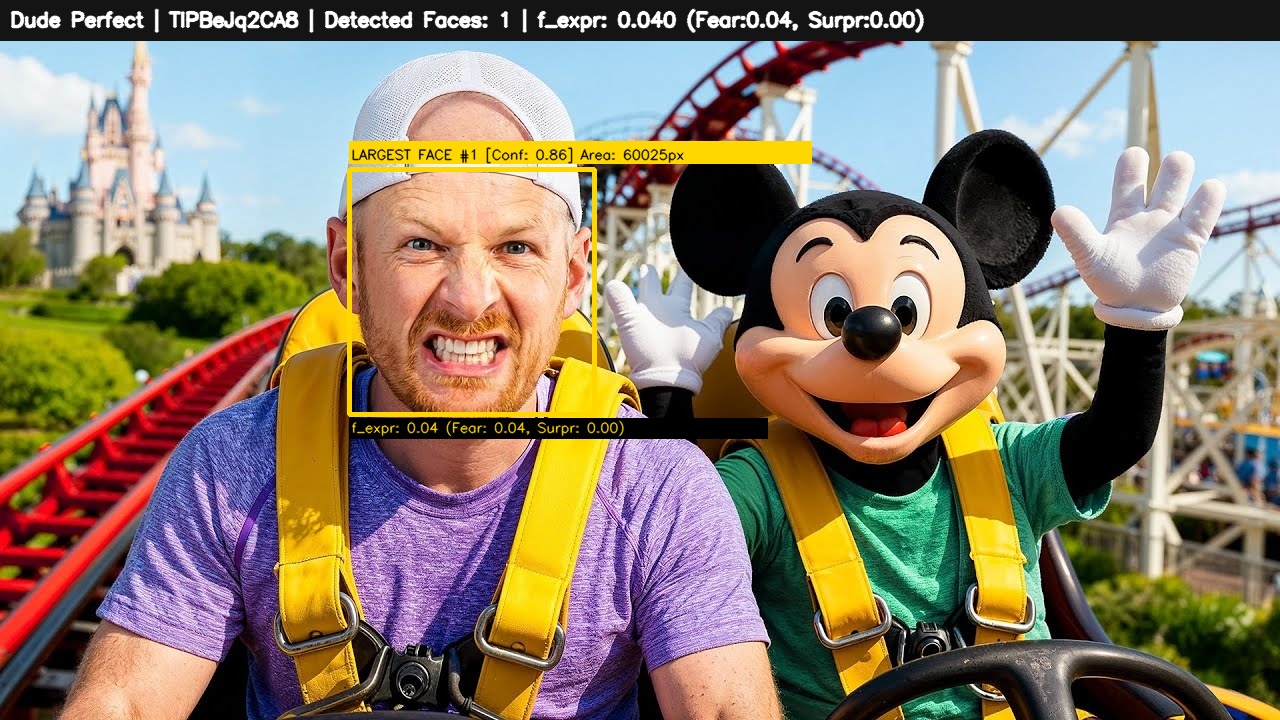 Dude Perfect | TlPBeJq2CA8 | Detected Faces: 1 | f_expr: 0.040 (Fear:0.04, Surpr:0.00)
LARGEST FACE #1 [Conf: 0.86] Area: 60025px
f_expr: 0.04 (Fear: 0.04, Surpr: 0.00)